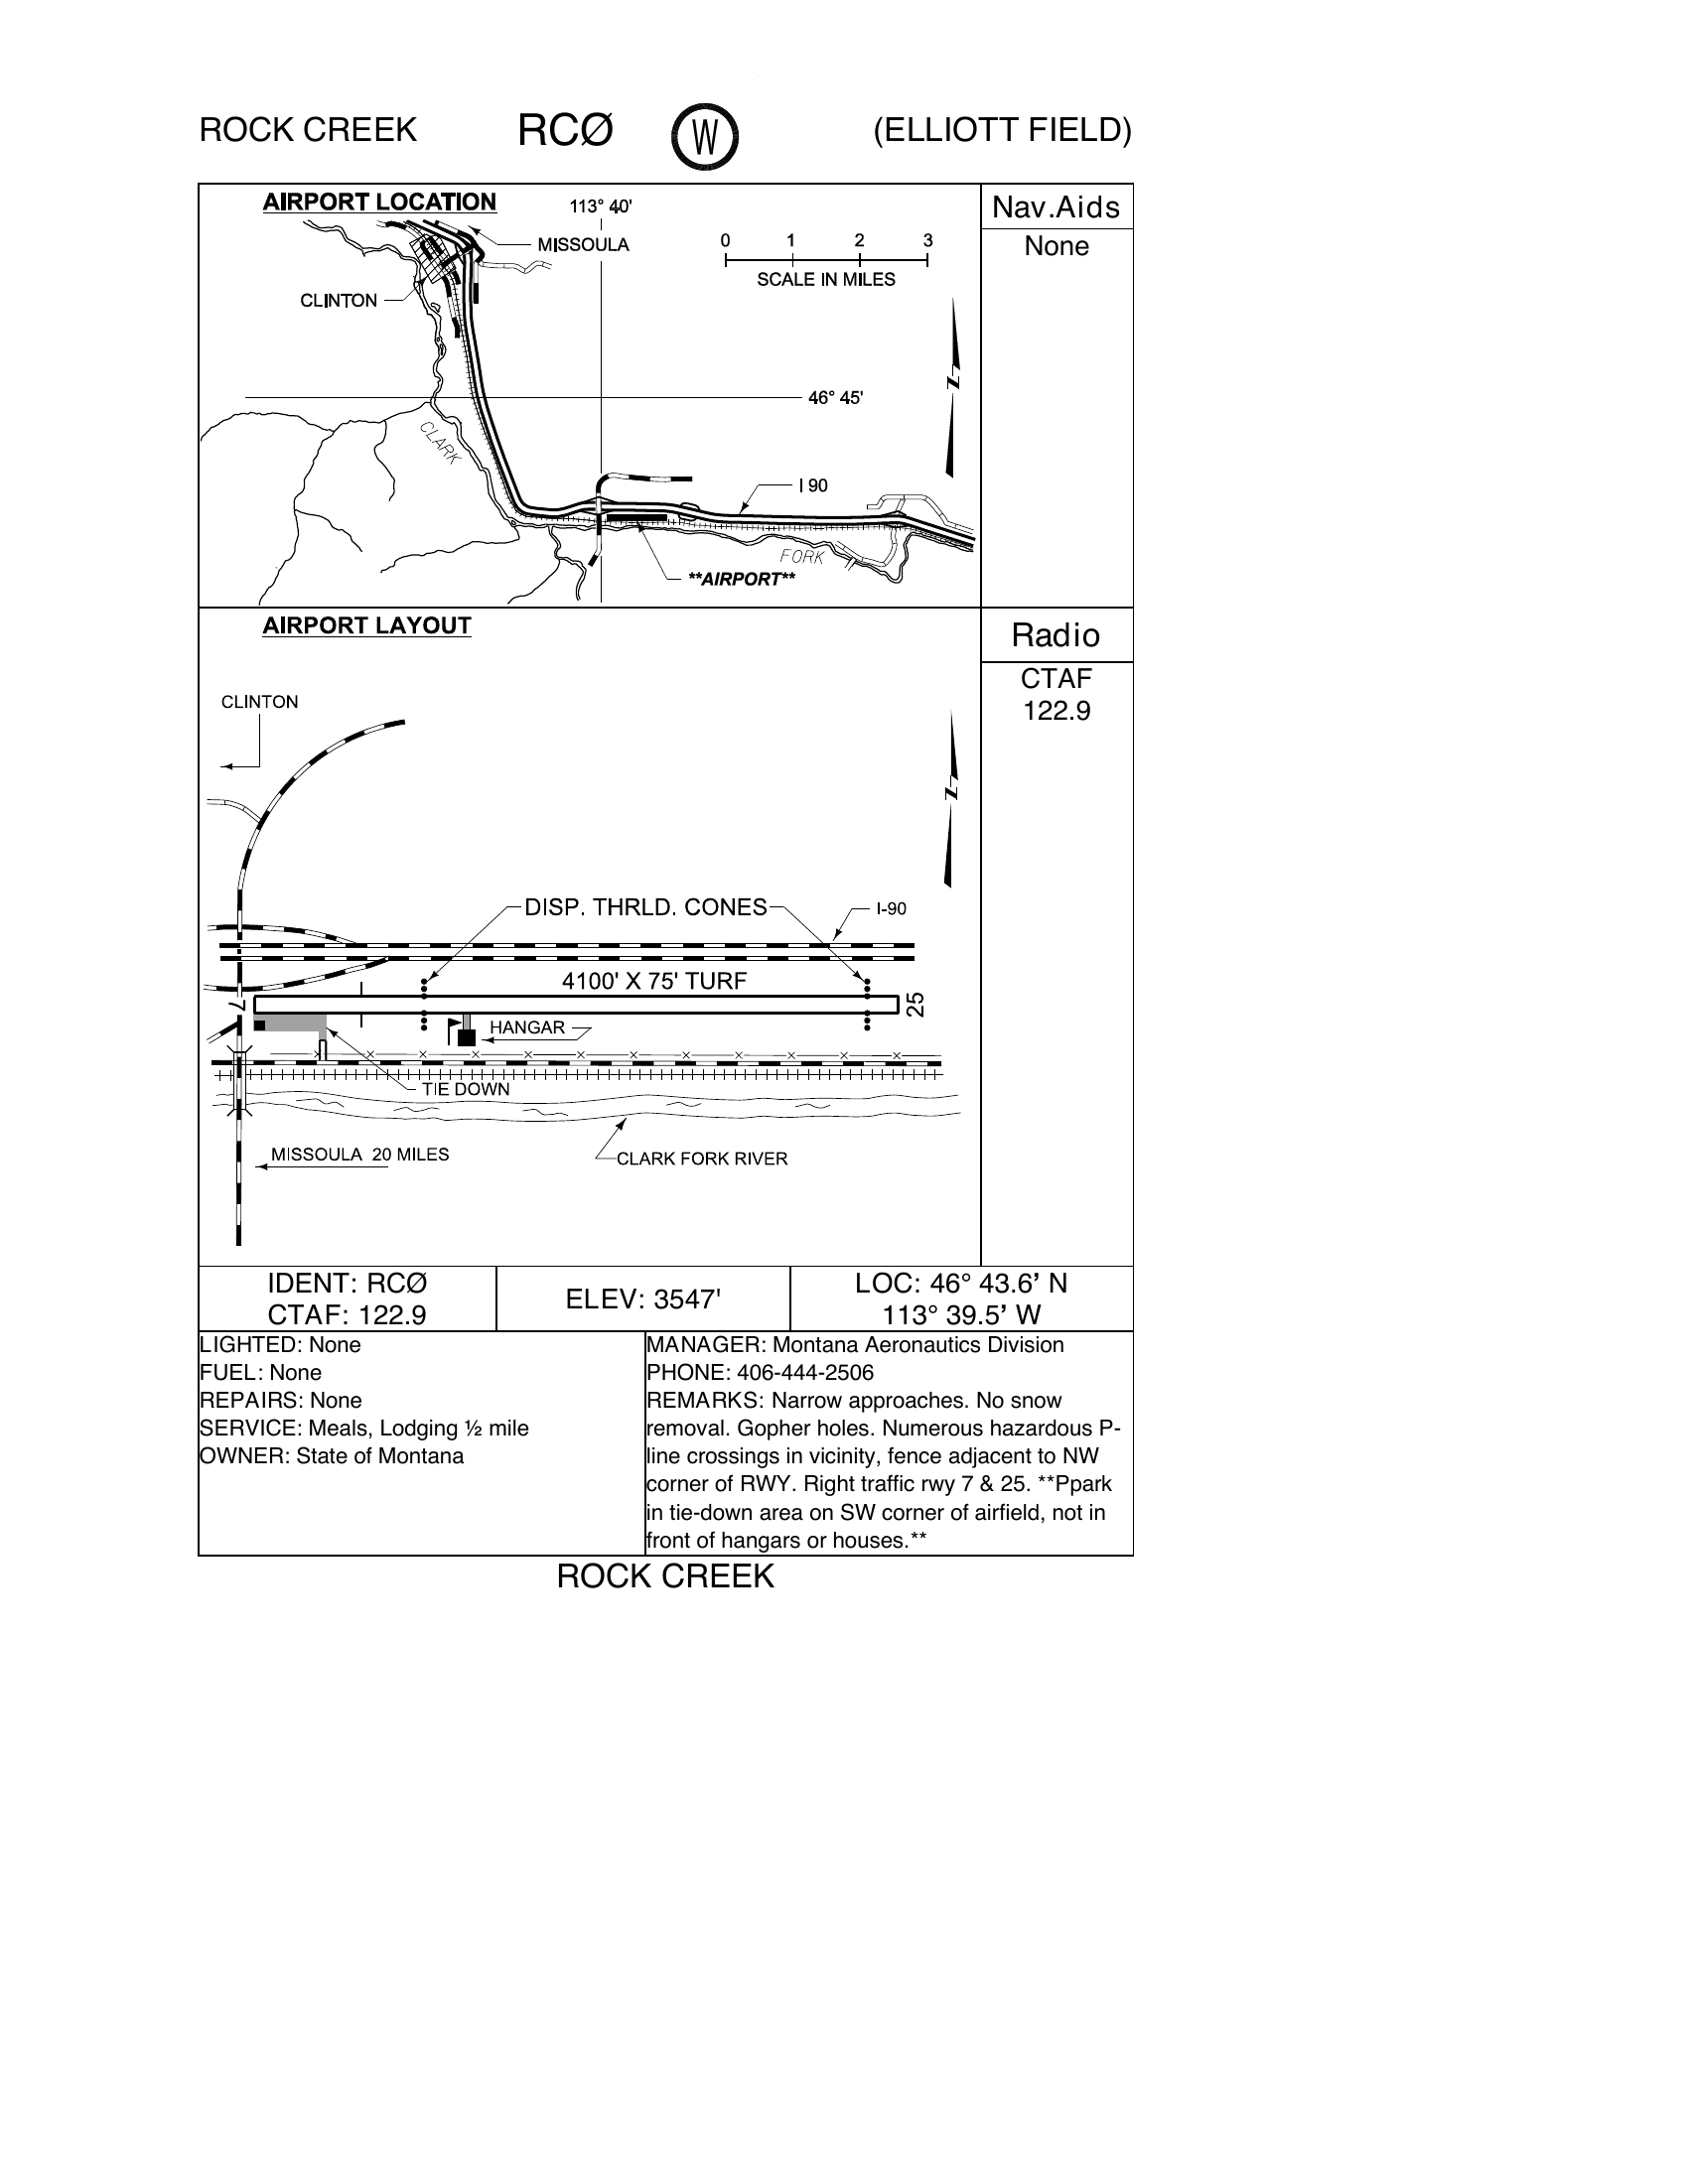 ROCK CREEK RCØ W (ELLIOTT FIELD)
AIRPORT LOCATION
113° 40'
MISSOULA
0 1 2 3
SCALE IN MILES
CLINTON
N
46° 45'
CLARK
I 90
FORK
**AIRPORT**
Nav.Aids
None
AIRPORT LAYOUT
CLINTON
N
DISP. THRLD. CONES
I-90
4100' X 75' TURF
7
25
HANGAR
TIE DOWN
MISSOULA 20 MILES
CLARK FORK RIVER
Radio
CTAF
122.9
IDENT: RCØ
CTAF: 122.9
ELEV: 3547'
LOC: 46° 43.6’ N
113° 39.5’ W
LIGHTED: None
FUEL: None
REPAIRS: None
SERVICE: Meals, Lodging ½ mile
OWNER: State of Montana
MANAGER: Montana Aeronautics Division
PHONE: 406-444-2506
REMARKS: Narrow approaches. No snow
removal. Gopher holes. Numerous hazardous P-
line crossings in vicinity, fence adjacent to NW
corner of RWY. Right traffic rwy 7 & 25. **Ppark
in tie-down area on SW corner of airfield, not in
front of hangars or houses.**
ROCK CREEK